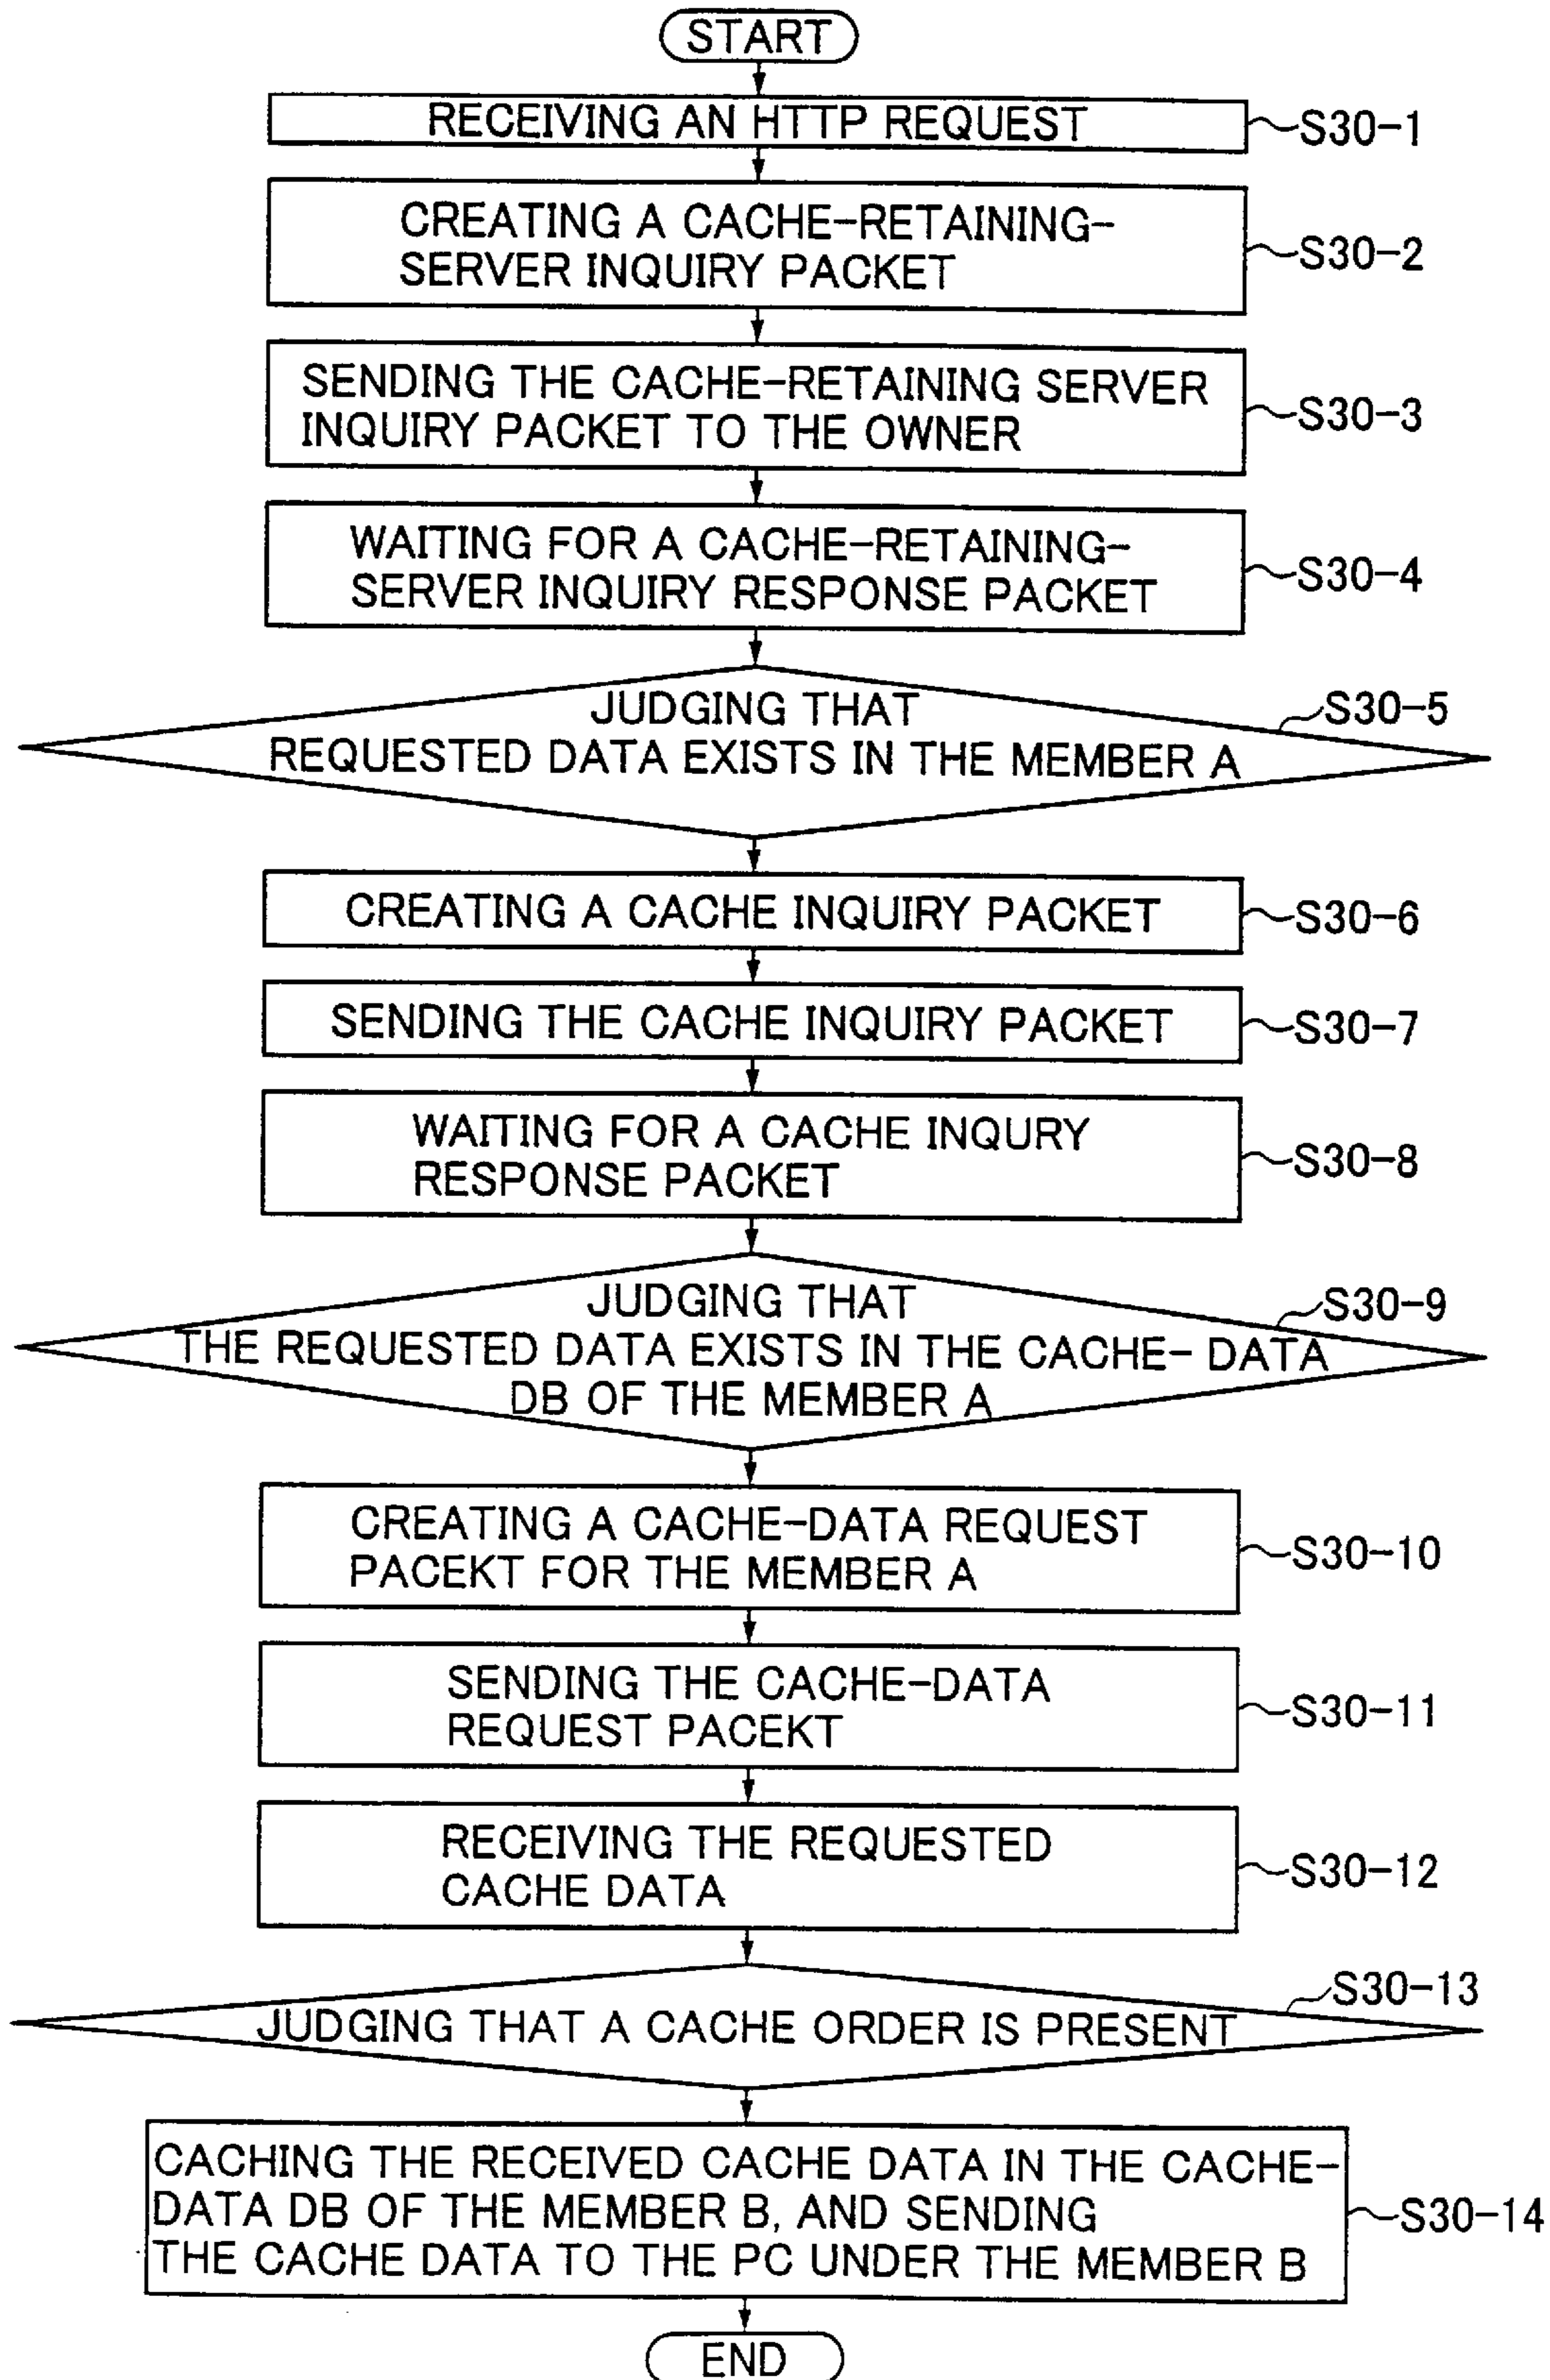 START
RECEIVING AN HTTP REQUEST
S30-1
CREATING A CACHE-RETAINING-
SERVER INQUIRY PACKET
S30-2
SENDING THE CACHE-RETAINING SERVER
INQUIRY PACKET TO THE OWNER
S30-3
WAITING FOR A CACHE-RETAINING-
SERVER INQUIRY RESPONSE PACKET
S30-4
JUDGING THAT
REQUESTED DATA EXISTS IN THE MEMBER A
S30-5
CREATING A CACHE INQUIRY PACKET
S30-6
SENDING THE CACHE INQUIRY PACKET
S30-7
WAITING FOR A CACHE INQURY
RESPONSE PACKET
S30-8
JUDGING THAT
THE REQUESTED DATA EXISTS IN THE CACHE- DATA
DB OF THE MEMBER A
S30-9
CREATING A CACHE-DATA REQUEST
PACEKT FOR THE MEMBER A
S30-10
SENDING THE CACHE-DATA
REQUEST PACEKT
S30-11
RECEIVING THE REQUESTED
CACHE DATA
S30-12
JUDGING THAT A CACHE ORDER IS PRESENT
S30-13
CACHING THE RECEIVED CACHE DATA IN THE CACHE-
DATA DB OF THE MEMBER B, AND SENDING
THE CACHE DATA TO THE PC UNDER THE MEMBER B
S30-14
END